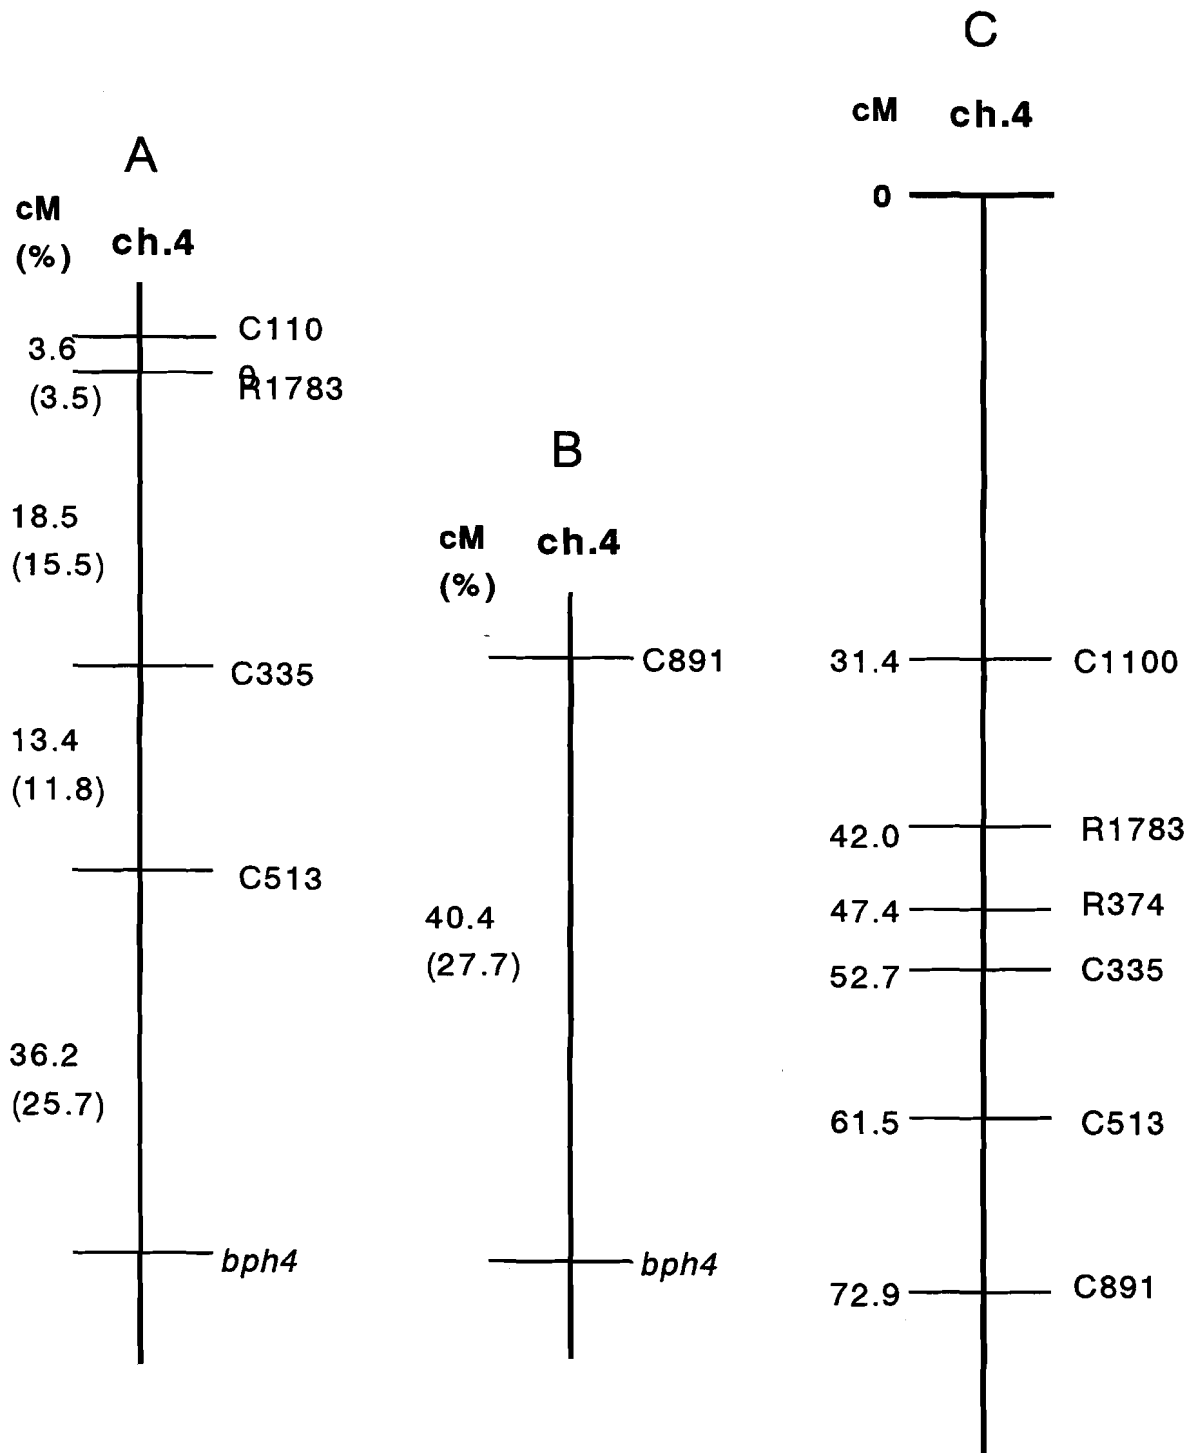 A
cM
(%)
ch.4
C110
0
3.6
(3.5)
R1783
18.5
(15.5)
C335
13.4
(11.8)
C513
36.2
(25.7)
bph4
B
cM
(%)
ch.4
C891
40.4
(27.7)
bph4
C
cM
ch.4
0
31.4
C1100
42.0
R1783
47.4
R374
52.7
C335
61.5
C513
72.9
C891